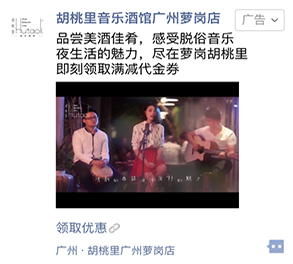 胡桃里音乐酒馆广州萝岗店
广告
Hutaoli
品尝美酒佳肴，感受脱俗音乐
夜生活的魅力，尽在萝岗胡桃里
即刻领取满减代金券
领取优惠
广州·胡桃里广州萝岗店